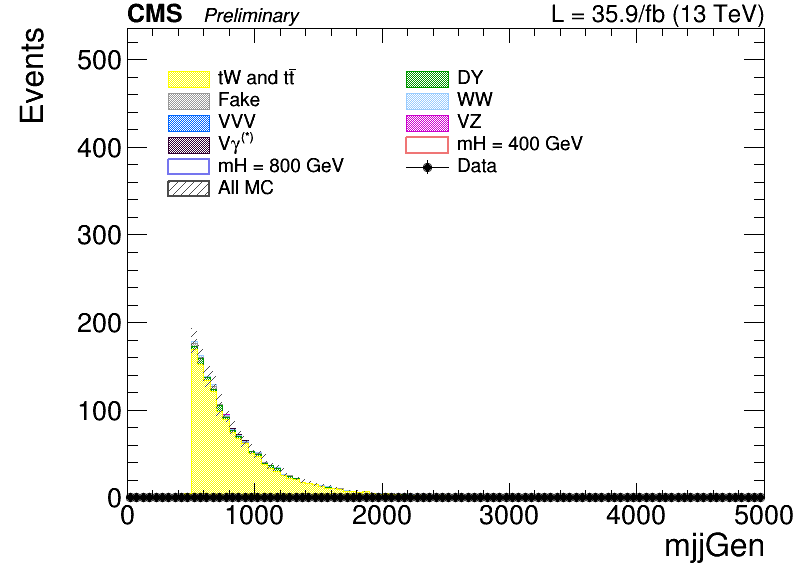 CMS Preliminary L = 35.9/fb (13 TeV)
Events
500
400
300
200
100
0
tW and tt̄ DY
Fake WW
VVV VZ
Vγ(*) mH = 400 GeV
mH = 800 GeV Data
All MC
0 1000 2000 3000 4000 5000
mjjGen